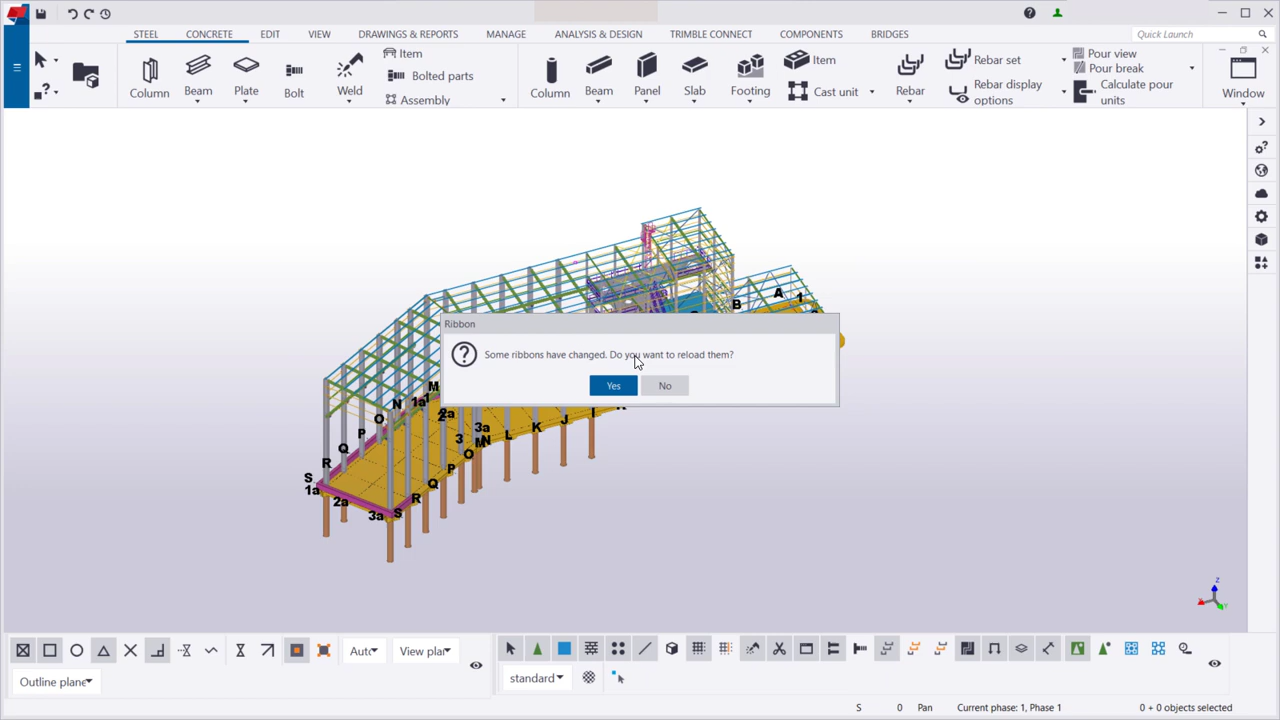 STEEL CONCRETE EDIT VIEW DRAWINGS & REPORTS MANAGE ANALYSIS & DESIGN TRIMBLE CONNECT COMPONENTS BRIDGES Quick Launch
Column Beam Plate Bolt Weld
Item
Bolted parts
Assembly
Column Beam Panel Slab Footing
Item
Cast unit
Rebar
Rebar set
Rebar display
options
Pour view
Pour break
Calculate pour
units
Window
Ribbon
Some ribbons have changed. Do you want to reload them?
Yes No
B A 1
M
N 1a 1
O 2a
P 3a
Q 3 M N L K J I
R O
S P
1a Q
2a R
3a S
Z
Auto View plan
Outline plane
standard
S 0 Pan Current phase: 1, Phase 1 0 + 0 objects selected